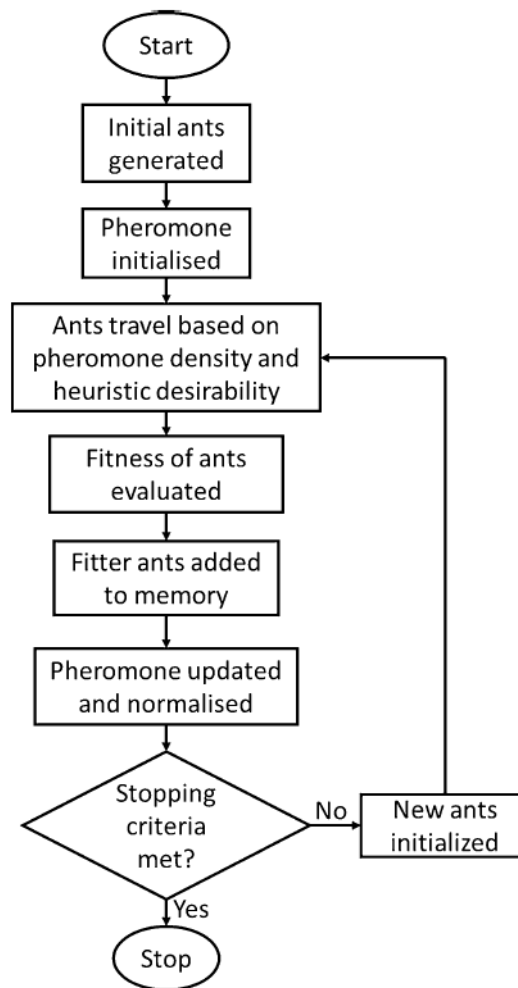 Start
Initial ants
generated
Pheromone
initialised
Ants travel based on
pheromone density and
heuristic desirability
Fitness of ants
evaluated
Fitter ants added
to memory
Pheromone updated
and normalised
Stopping
criteria
met?
No
New ants
initialized
Yes
Stop